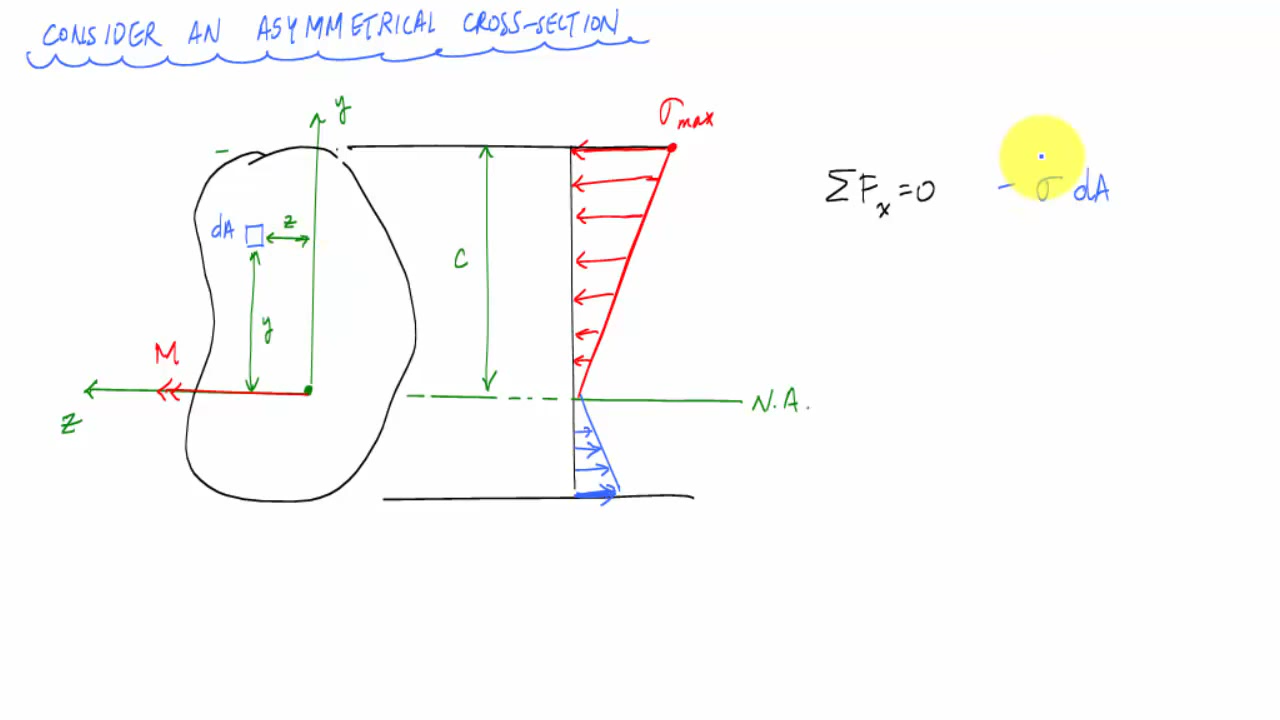 CONSIDER AN ASYMMETRICAL CROSS-SECTION
y
σmax
ΣFx=0 - σ dA
dA z
C
y
M
z
N.A.